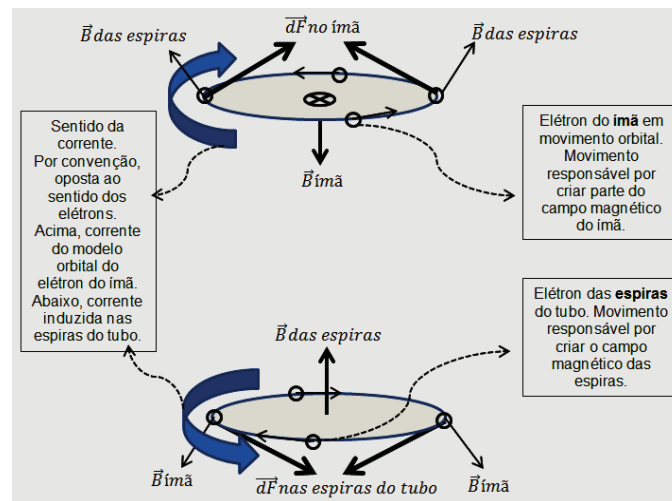 B⃗ das espiras
d⃗F no ímã
B⃗ das espiras
Sentido da
corrente.
Por convenção,
oposta ao
sentido dos
elétrons.
Acima, corrente
do modelo
orbital do
elétron do ímã.
Abaixo, corrente
induzida nas
espiras do tubo.
B⃗ ímã
Elétron do ímã em
movimento orbital.
Movimento
responsável por
criar parte do
campo magnético
do ímã.
Elétron das espiras
do tubo. Movimento
responsável por
criar o campo
magnético das
espiras.
B⃗ das espiras
B⃗ ímã
d⃗F nas espiras do tubo
B⃗ ímã